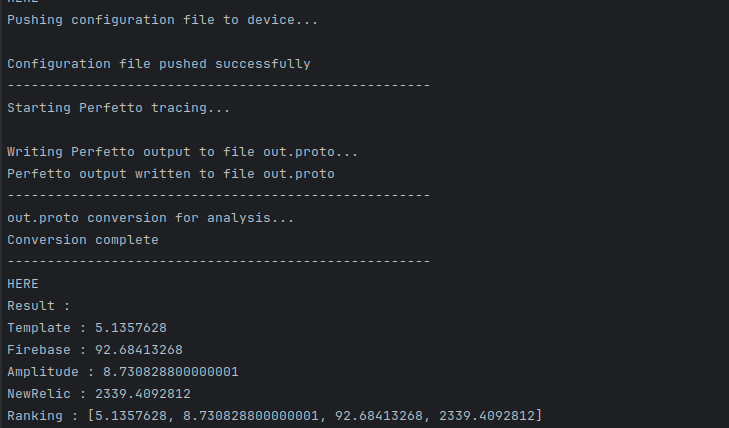 HERE
Pushing configuration file to device...
Configuration file pushed successfully
-----------------------------------------------------
Starting Perfetto tracing...
Writing Perfetto output to file out.proto...
Perfetto output written to file out.proto
-----------------------------------------------------
out.proto conversion for analysis...
Conversion complete
-----------------------------------------------------
HERE
Result :
Template : 5.1357628
Firebase : 92.68413268
Amplitude : 8.730828800000001
NewRelic : 2339.4092812
Ranking : [5.1357628, 8.730828800000001, 92.68413268, 2339.4092812]